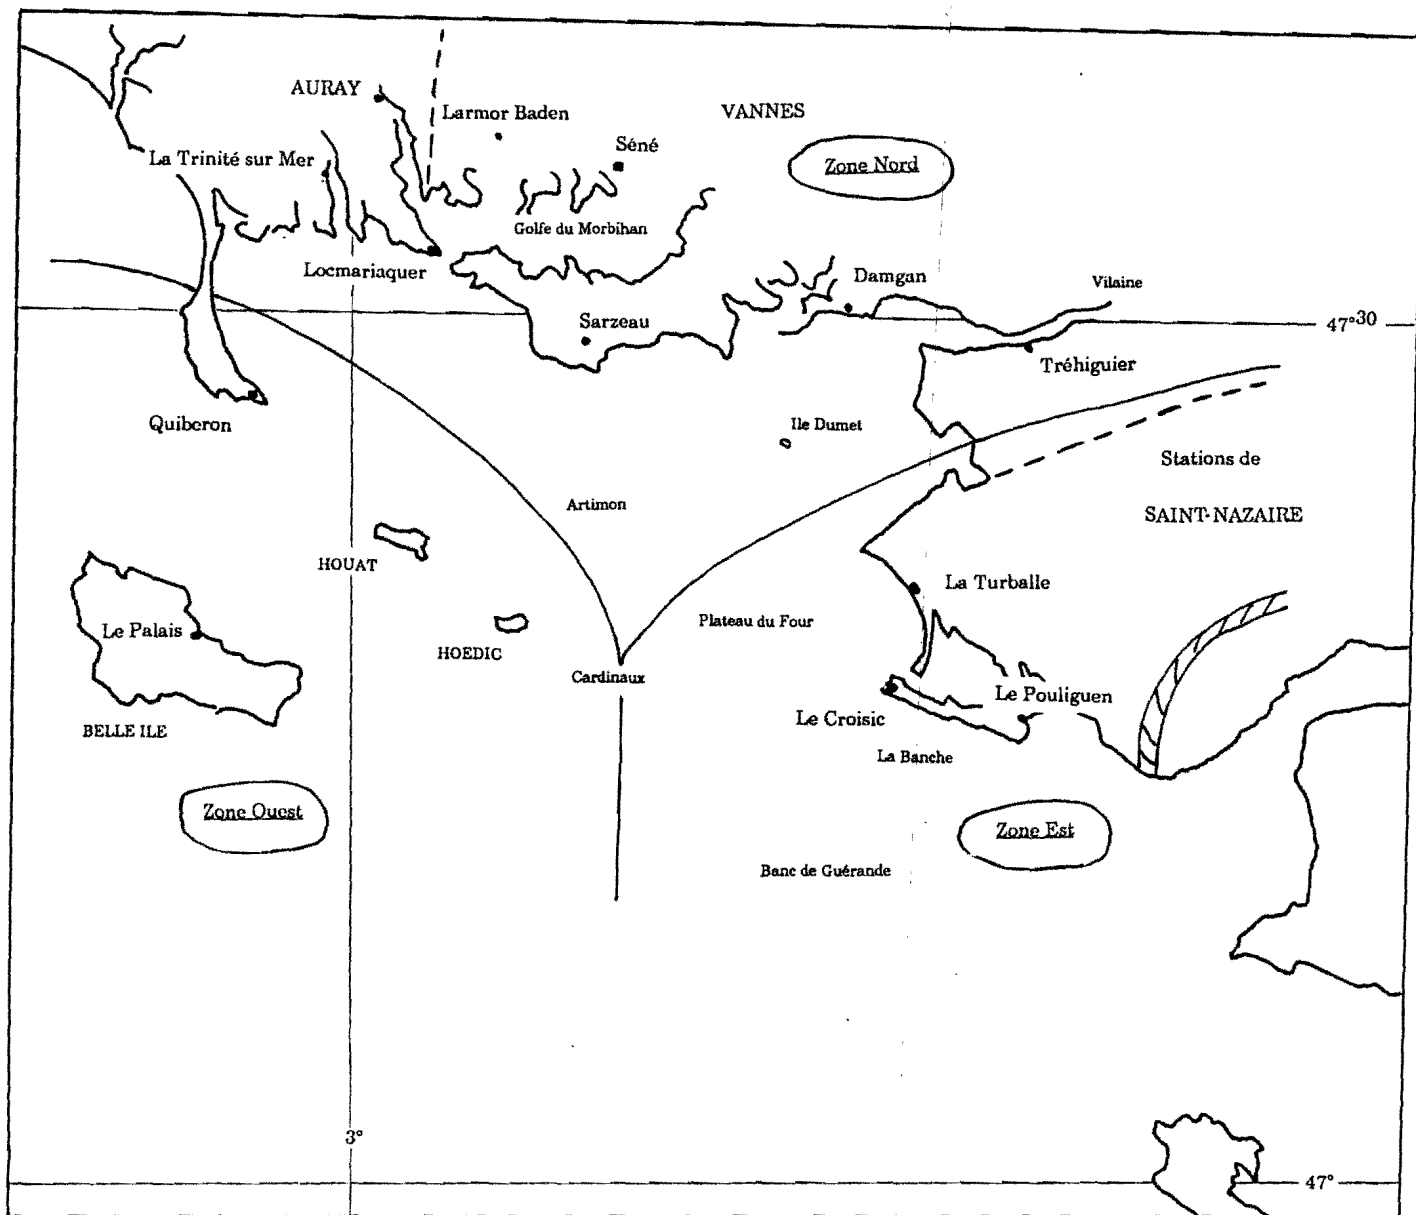 AURAY
Larmor Baden
VANNES
Séné
La Trinité sur Mer
Zone Nord
Golfe du Morbihan
Locmariaquer
Damgan
Vilaine
Sarzeau
47°30
Tréhiguier
Quiberon
Ile Dumet
Stations de
SAINT-NAZAIRE
Artimon
HOUAT
La Turballe
Plateau du Four
Le Palais
HOEDIC
Cardinaux
Le Pouliguen
Le Croisic
BELLE ILE
La Banche
Zone Ouest
Zone Est
Banc de Guérande
3°
47°